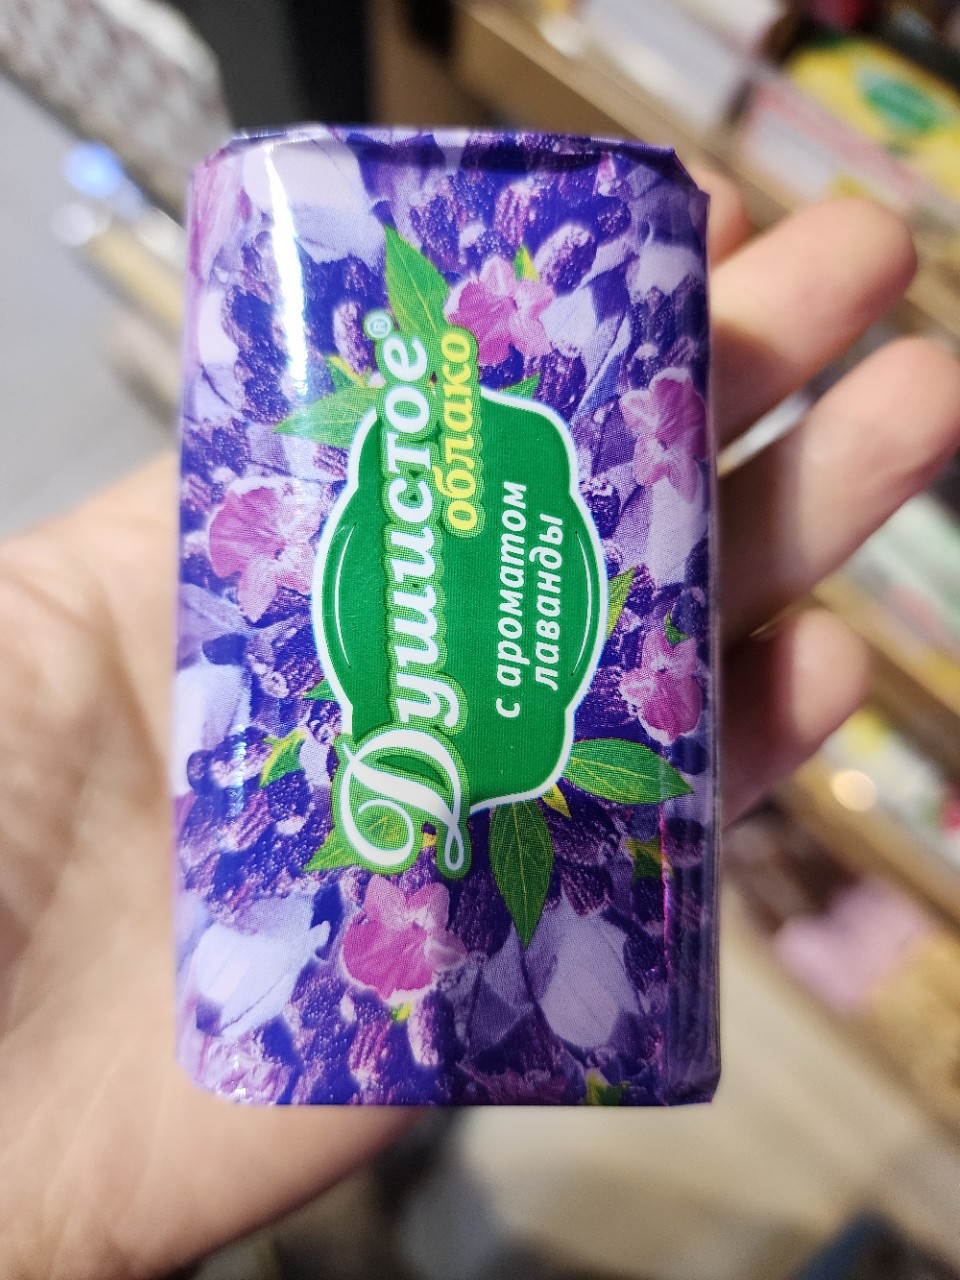 Душистое®
облако
с ароматом
лаванды